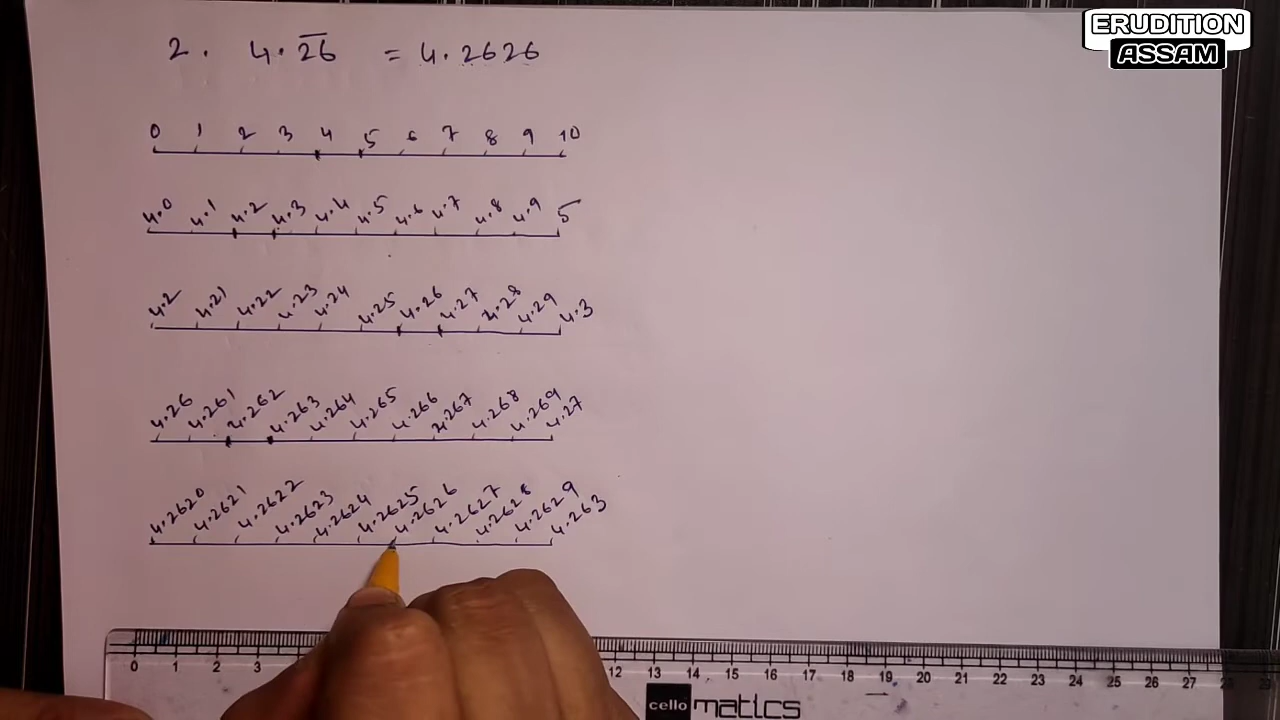 ERUDITION
ASSAM
2. 4.2̅6̅ = 4.2626
0 1 2 3 4 5 6 7 8 9 10
4.0 4.1 4.2 4.3 4.4 4.5 4.6 4.7 4.8 4.9 5
4.2 4.21 4.22 4.23 4.24 4.25 4.26 4.27 4.28 4.29 4.3
4.26 4.261 4.262 4.263 4.264 4.265 4.266 4.267 4.268 4.269 4.27
4.2620 4.2621 4.2622 4.2623 4.2624 4.2625 4.2626 4.2627 4.2628 4.2629 4.263
0 1 2 3 12 13 14 15 16 17 18 19 20 21 22 23 24 25 26 27 28 29
cello matics